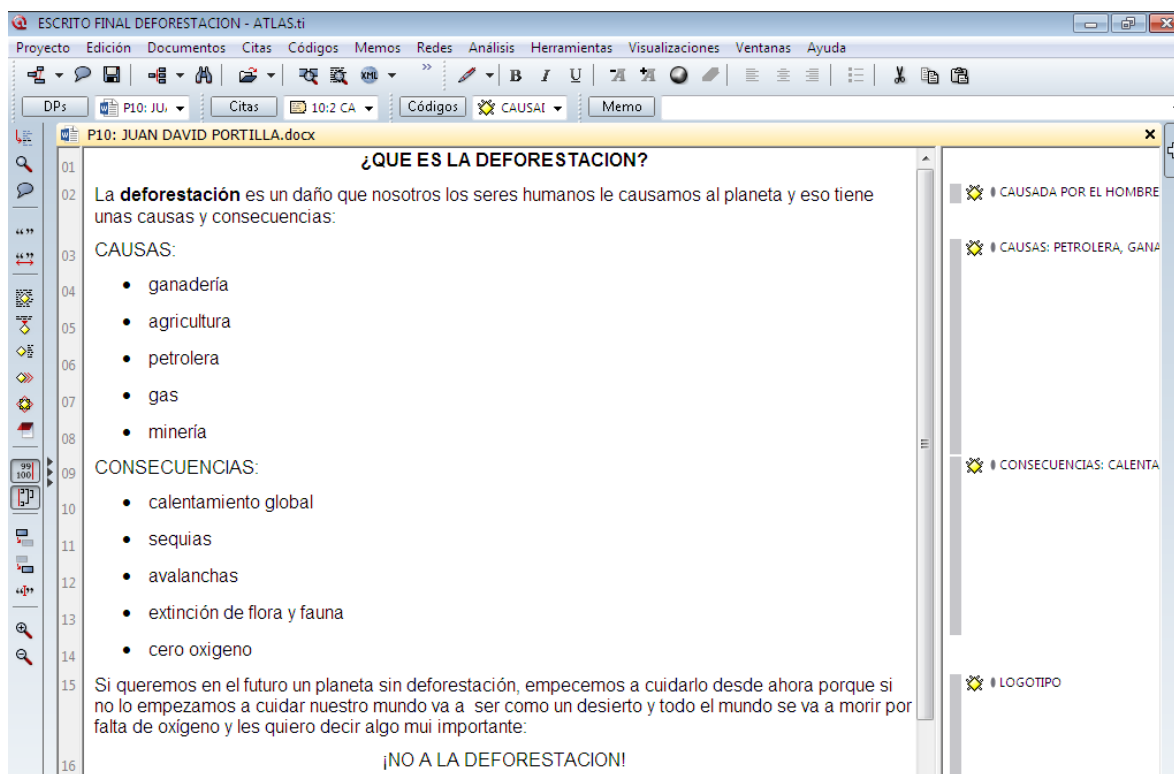 ESCRITO FINAL DEFORESTACION - ATLAS.ti
Proyecto Edición Documentos Citas Códigos Memos Redes Análisis Herramientas Visualizaciones Ventanas Ayuda
XML B I U A A
DPs P10: JU Citas 10:2 CA Códigos CAUSAI Memo
P10: JUAN DAVID PORTILLA.docx
01 ¿QUE ES LA DEFORESTACION?
02 La deforestación es un daño que nosotros los seres humanos le causamos al planeta y eso tiene CAUSADA POR EL HOMBRE
unas causas y consecuencias:
03 CAUSAS: CAUSAS: PETROLERA, GANA
04 • ganadería
05 • agricultura
06 • petrolera
07 • gas
08 • minería
99
100
09 CONSECUENCIAS: CONSECUENCIAS: CALENTA
10 • calentamiento global
11 • sequias
12 • avalanchas
13 • extinción de flora y fauna
14 • cero oxigeno
15 Si queremos en el futuro un planeta sin deforestación, empecemos a cuidarlo desde ahora porque si LOGOTIPO
no lo empezamos a cuidar nuestro mundo va a ser como un desierto y todo el mundo se va a morir por
falta de oxígeno y les quiero decir algo mui importante:
16 ¡NO A LA DEFORESTACION!